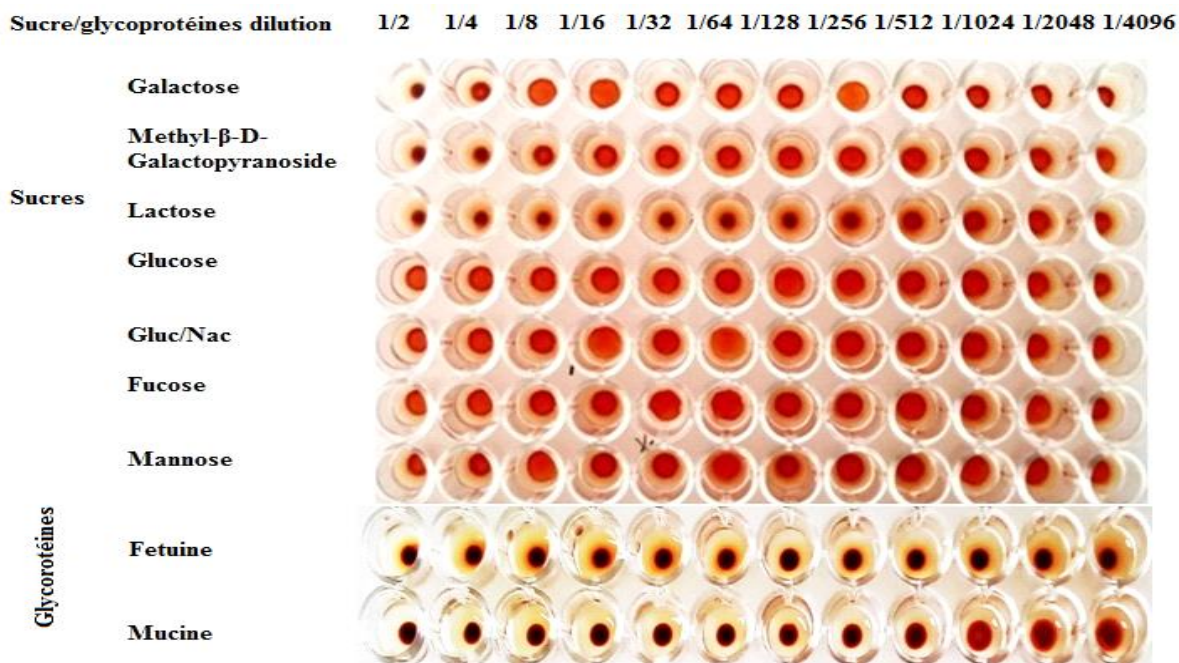 Sucre/glycoprotéines dilution 1/2 1/4 1/8 1/16 1/32 1/64 1/128 1/256 1/512 1/1024 1/2048 1/4096
Galactose
Methyl-β-D-
Galactopyranoside
Sucres
Lactose
Glucose
Gluc/Nac
Fucose
Mannose
Glycorotéines
Fetuine
Mucine